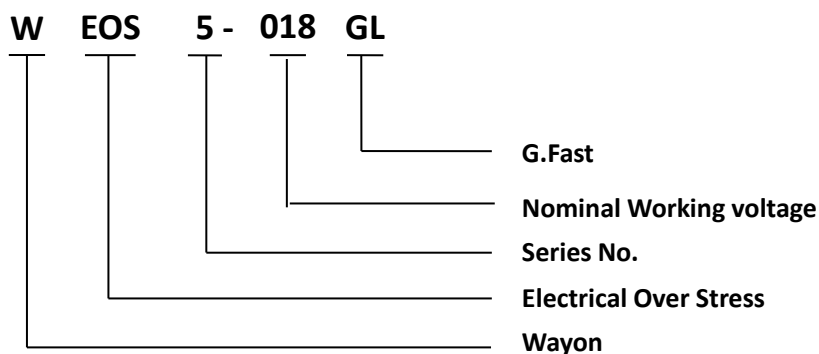 W EOS 5 - 018 GL
G.Fast
Nominal Working voltage
Series No.
Electrical Over Stress
Wayon